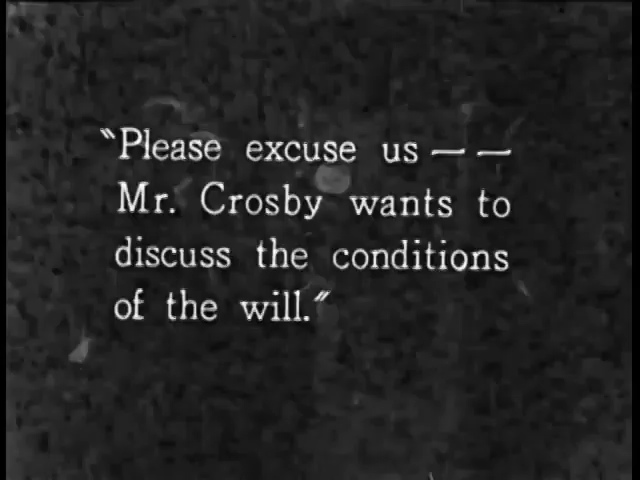 "Please excuse us — —
Mr. Crosby wants to
discuss the conditions
of the will."